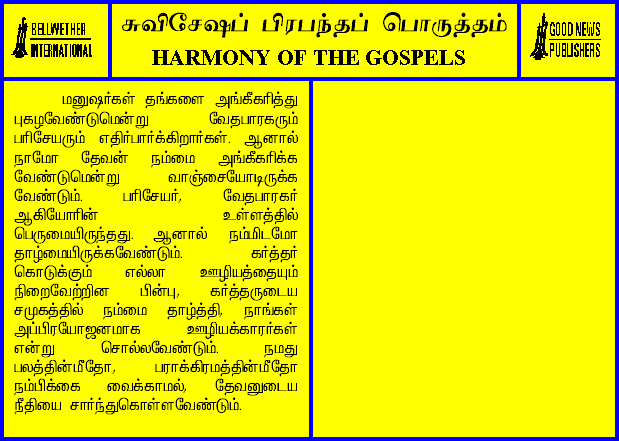 BELLWETHER
INTERNATIONAL
சுவிசேஷப் பிரபந்தப் பொருத்தம்
HARMONY OF THE GOSPELS
GOOD NEWS
PUBLISHERS
மனுஷர்கள் தங்களை அங்கீகரித்து
புகழவேண்டுமென்று வேதபாரகரும்
பரிசேயரும் எதிர்பார்க்கிறார்கள். ஆனால்
நாமோ தேவன் நம்மை அங்கீகரிக்க
வேண்டுமென்று வாஞ்சையோடிருக்க
வேண்டும். பரிசேயர், வேதபாரகர்
ஆகியோரின் உள்ளத்தில்
பெருமையிருந்தது. ஆனால் நம்மிடமோ
தாழ்மையிருக்கவேண்டும். கர்த்தர்
கொடுக்கும் எல்லா ஊழியத்தையும்
நிறைவேற்றின பின்பு, கர்த்தருடைய
சமுகத்தில் நம்மை தாழ்த்தி, நாங்கள்
அப்பிரயோஜனமாக ஊழியக்காரர்கள்
என்று சொல்லவேண்டும். நமது
பலத்தின்மீதோ, பராக்கிரமத்தின்மீதோ
நம்பிக்கை வைக்காமல், தேவனுடைய
நீதியை சார்ந்துகொள்ளவேண்டும்.